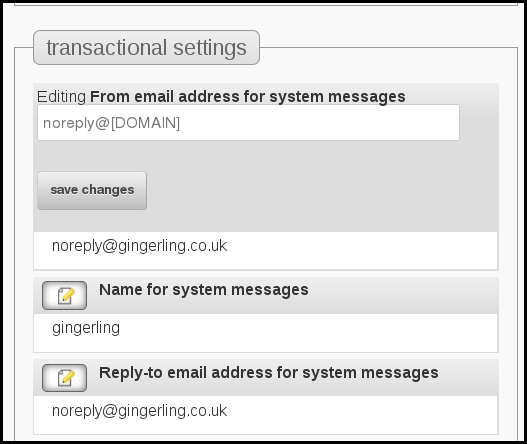 transactional settings
Editing From email address for system messages
noreply@[DOMAIN]
save changes
noreply@gingerling.co.uk
Name for system messages
gingerling
Reply-to email address for system messages
noreply@gingerling.co.uk